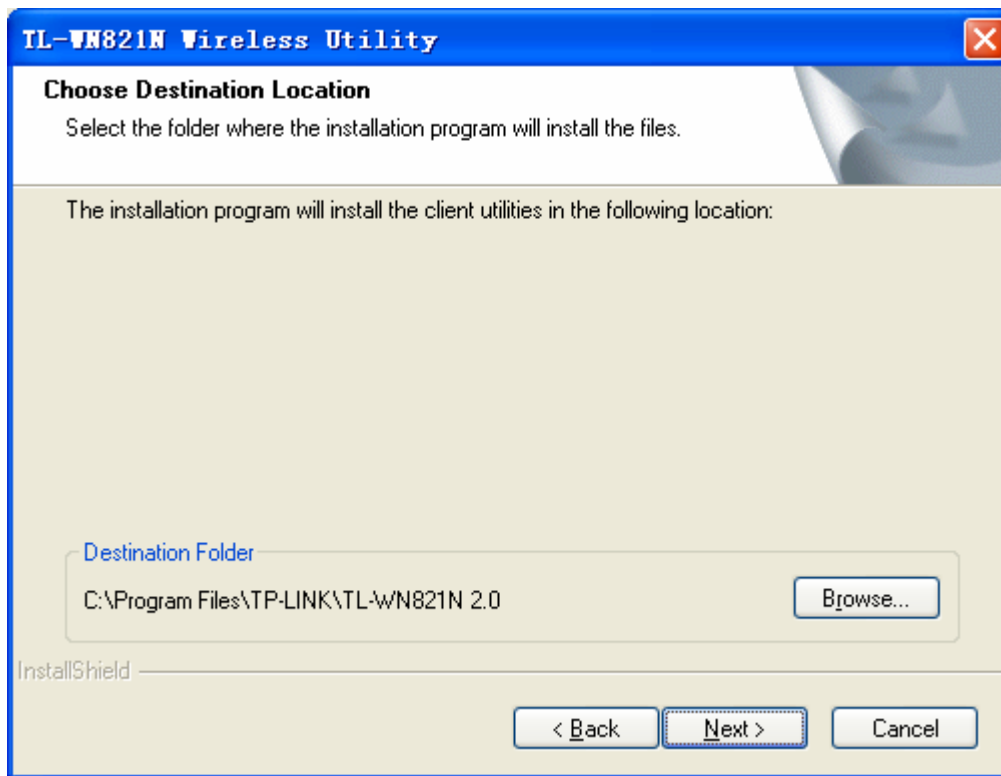 TL-WN821N Wireless Utility
Choose Destination Location
Select the folder where the installation program will install the files.
The installation program will install the client utilities in the following location:
Destination Folder
C:\Program Files\TP-LINK\TL-WN821N 2.0
Browse...
InstallShield
< Back
Next >
Cancel